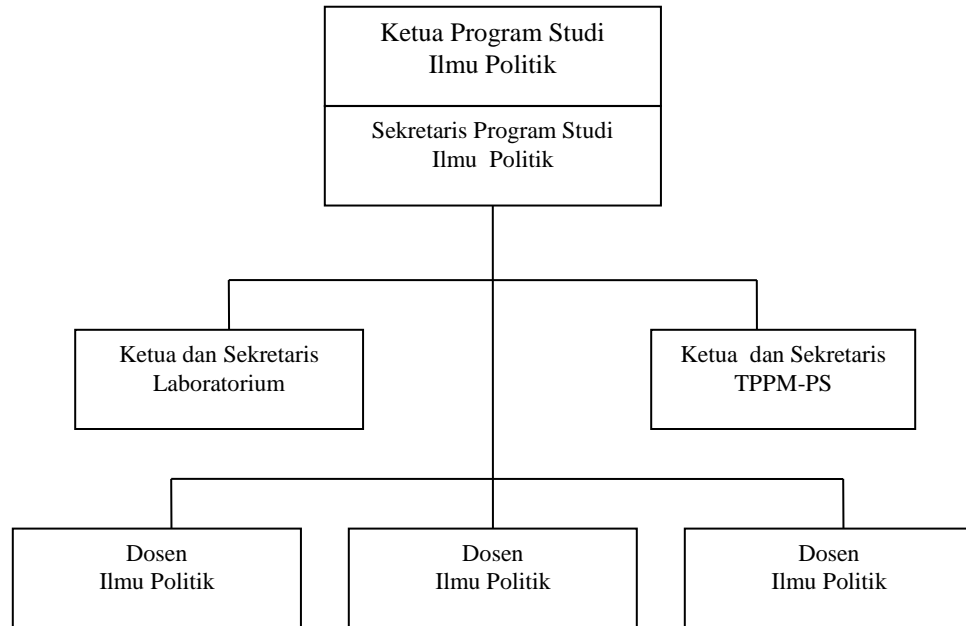 Ketua Program Studi
Ilmu Politik
Sekretaris Program Studi
Ilmu Politik
Ketua dan Sekretaris
Laboratorium
Ketua dan Sekretaris
TPPM-PS
Dosen
Ilmu Politik
Dosen
Ilmu Politik
Dosen
Ilmu Politik